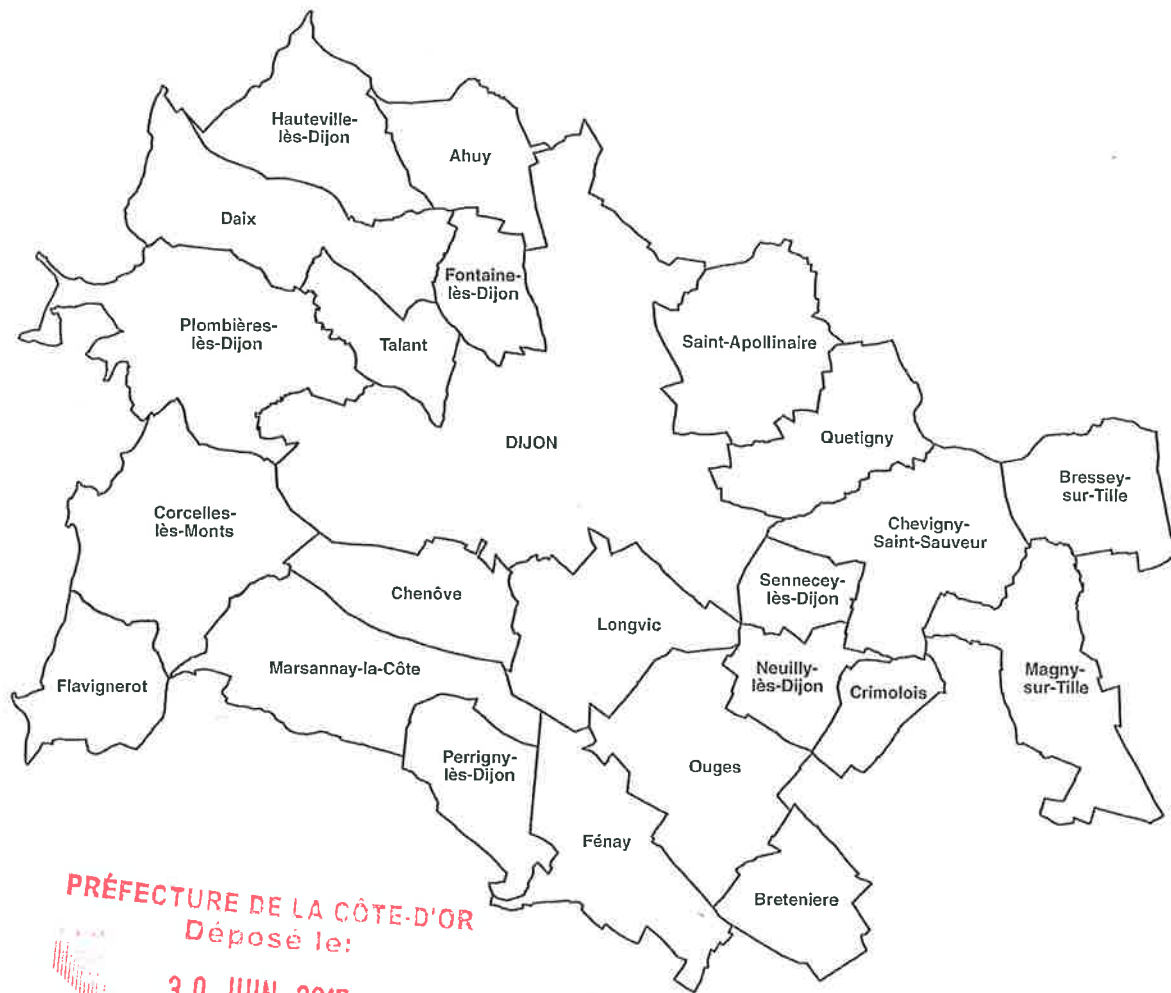 Hauteville-
lès-Dijon
Ahuy
Daix
Fontaine-
lès-Dijon
Plombières-
lès-Dijon
Talant
Saint-Apollinaire
DIJON
Quetigny
Bressey-
sur-Tille
Corcelles-
lès-Monts
Chevigny-
Saint-Sauveur
Sennecey-
lès-Dijon
Chenôve
Longvic
Marsannay-la-Côte
Neuilly-
lès-Dijon
Crimolois
Magny-
sur-Tille
Flavignerot
Perrigny-
lès-Dijon
Ouges
Fénay
Breteniere
PRÉFECTURE DE LA CÔTE-D'OR
Déposé le:
30 JUIN